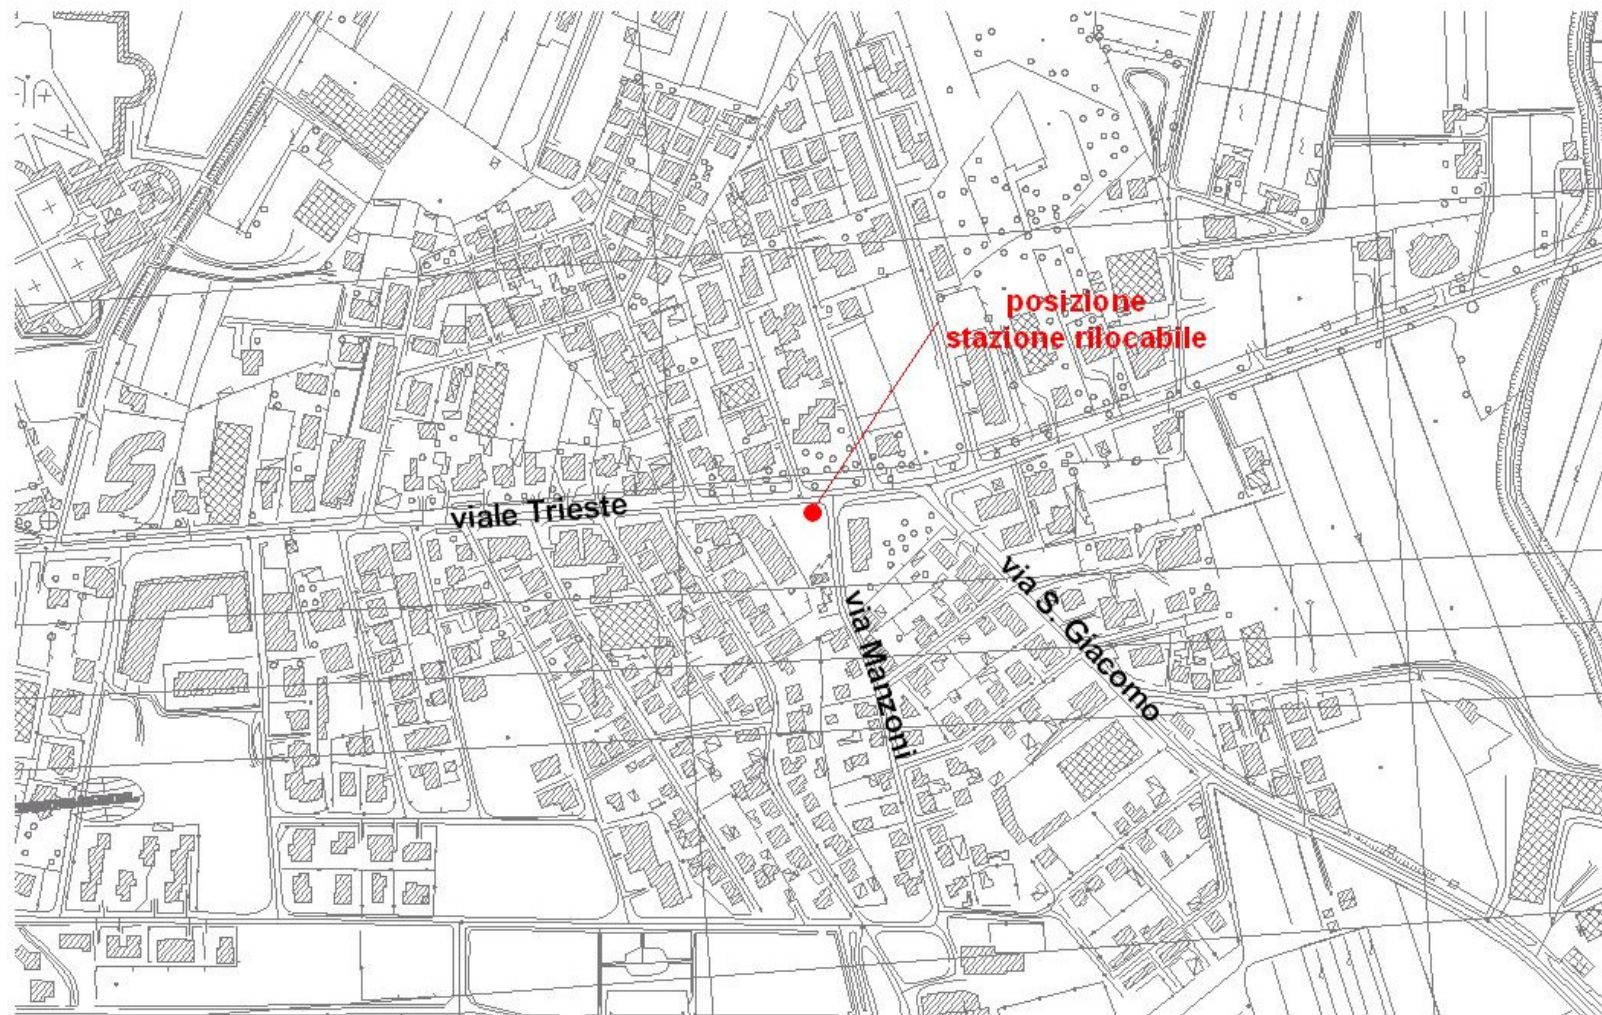 posizione
stazione rilocabile
viale Trieste
via S. Giacomo
via Manzoni